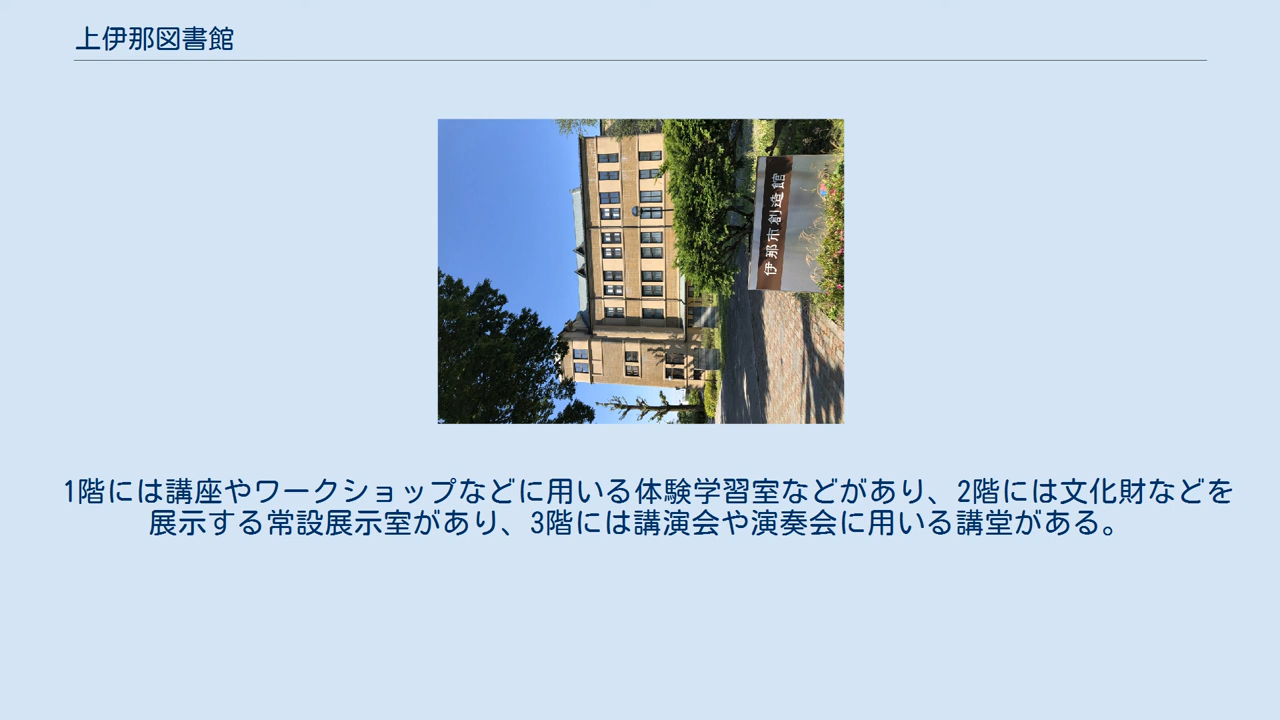 上伊那図書館
伊那市創造館
1階には講座やワークショップなどに用いる体験学習室などがあり、2階には文化財などを
展示する常設展示室があり、3階には講演会や演奏会に用いる講堂がある。